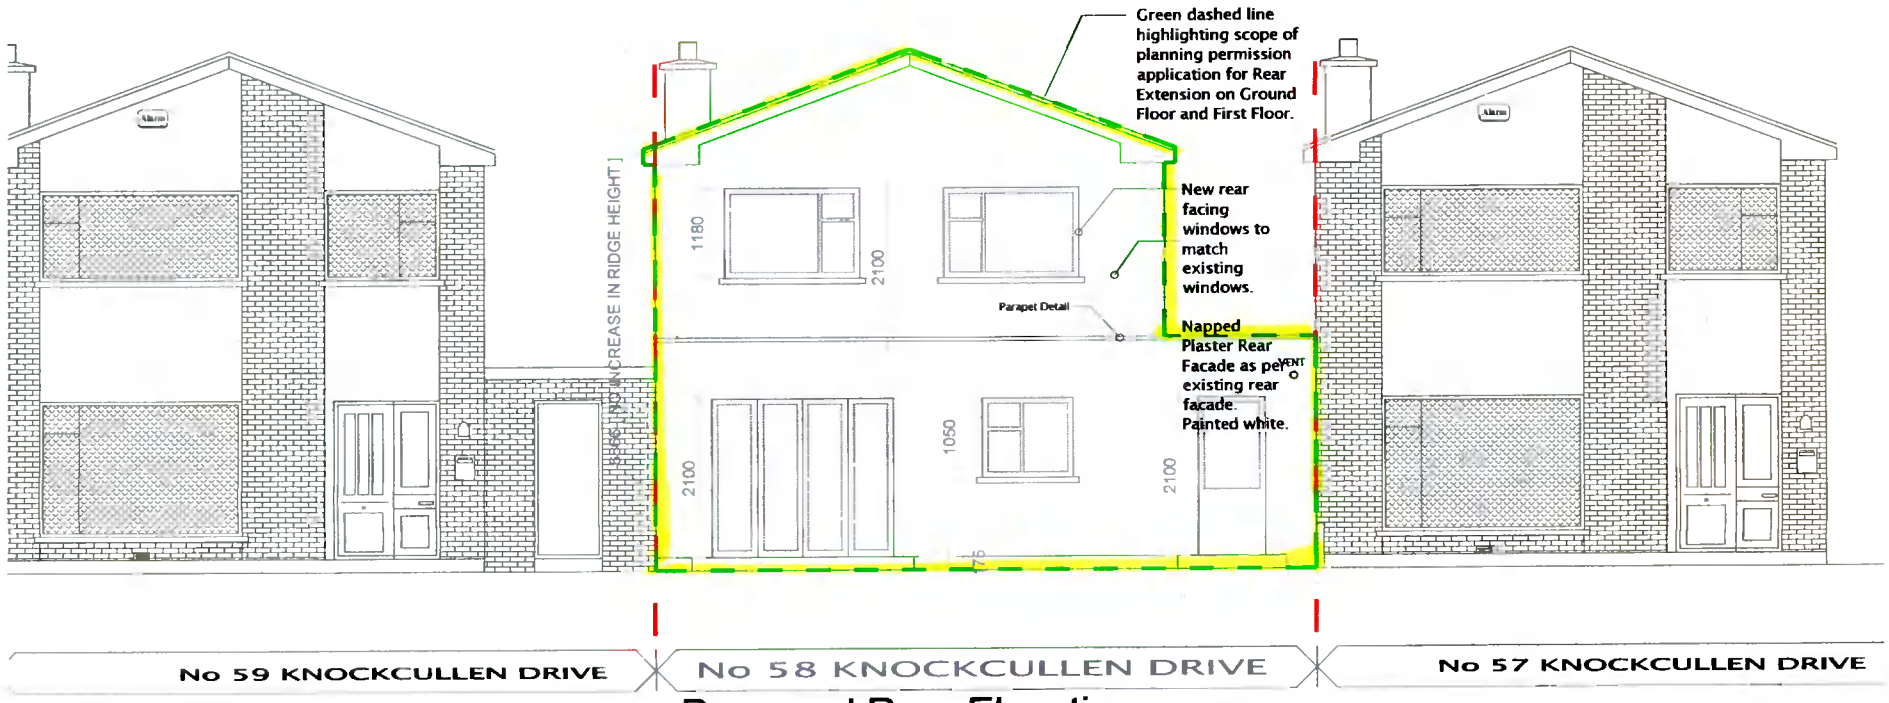 Green dashed line
highlighting scope of
planning permission
application for Rear
Extension on Ground
Floor and First Floor.
Alarm
Alarm
New rear
facing
windows to
match
existing
windows.
1180
2100
NO INCREASE IN RIDGE HEIGHT ]
Parapet Detail
Napped
Plaster Rear
Facade as per
existing rear
facade.
Painted white.
VENT
2100
1050
2100
175
No 59 KNOCKCULLEN DRIVE
No 58 KNOCKCULLEN DRIVE
No 57 KNOCKCULLEN DRIVE